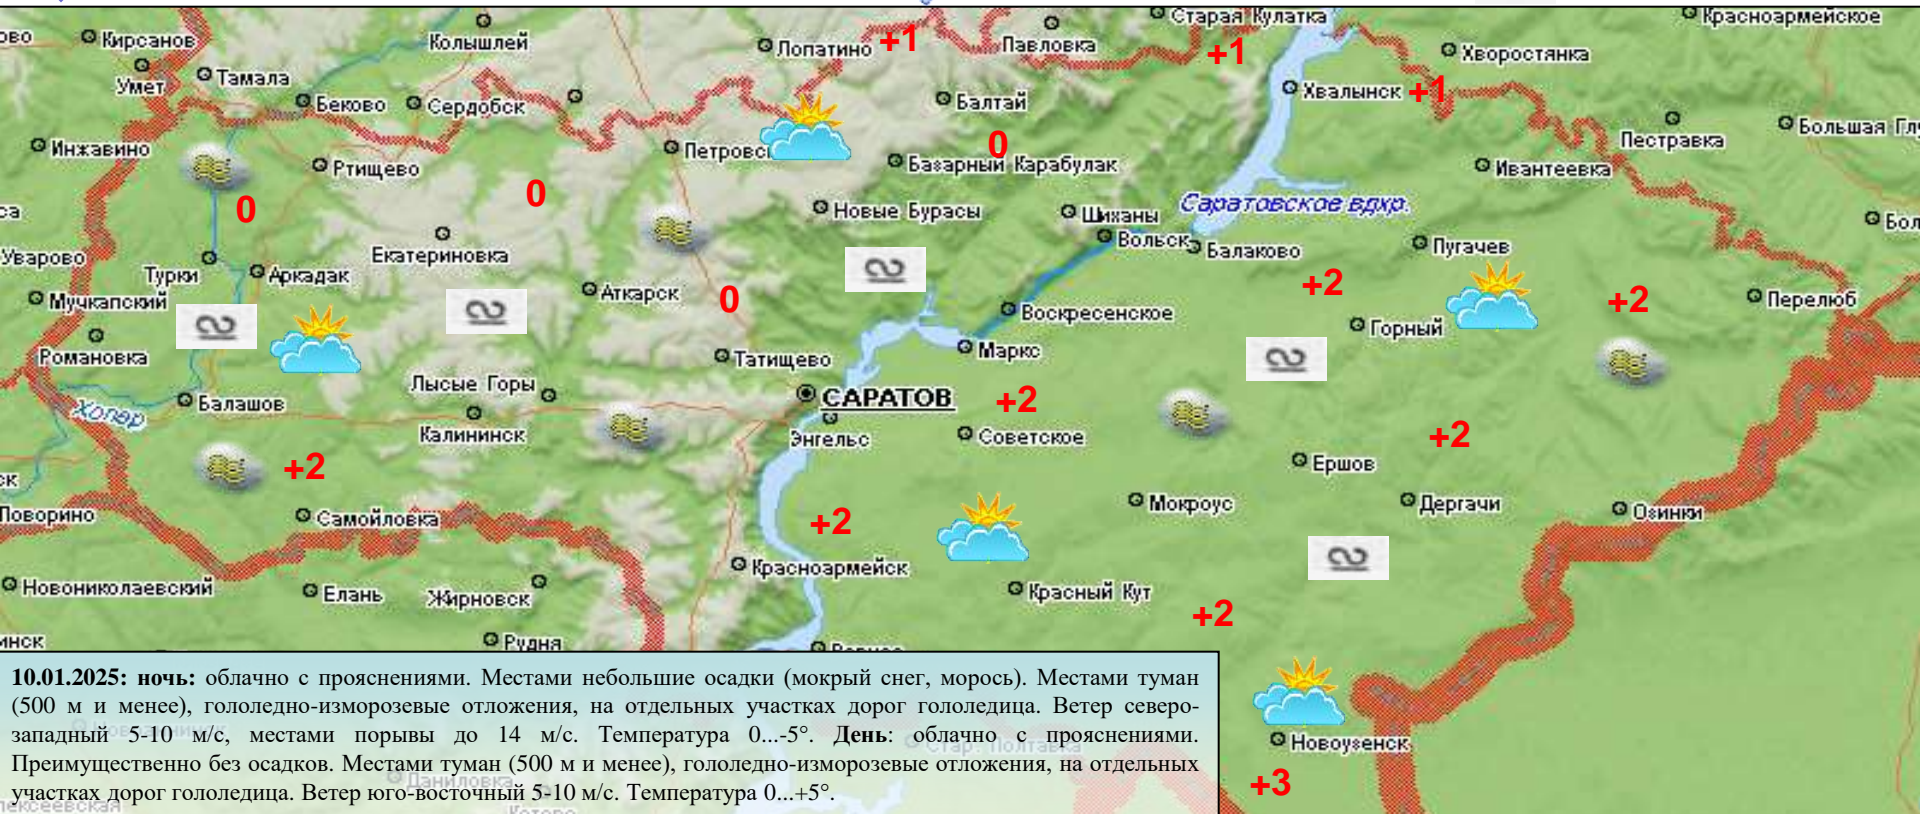 Старая Кулатка
Красноармейское
Кирсанов
Колышлей
Лопатино
+1
Павловка
+1
Хворостянка
Умет
Тамала
Беково
Сердобск
Балтай
Хвалынск
+1
Инжавино
Ртищево
Базарный Карабулак
0
Ивантеевка
Пестравка
0
0
Новые Бурасы
Шиханы
Саратовское вдхр.
Уварово
Турки
Аркадак
Екатериновка
Вольск
Балаково
Пугачев
Мучкапский
Аткарск
0
Воскресенское
+2
+2
Перелюб
Романовка
Татищево
Маркс
Горный
Хопер
Балашов
Лысые Горы
САРАТОВ
+2
Калининск
Энгельс
Советское
+2
+2
Ершов
Поворино
Самойловка
+2
Мокроус
Дергачи
Озинки
Новониколаевский
Елань
Жирновск
Красноармейск
Красный Кут
+2
Рудня
10.01.2025: ночь: облачно с прояснениями. Местами небольшие осадки (мокрый снег, морось). Местами туман
(500 м и менее), гололедно-изморозевые отложения, на отдельных участках дорог гололедица. Ветер северо-
западный 5-10 м/с, местами порывы до 14 м/с. Температура 0...-5°. День: облачно с прояснениями.
Преимущественно без осадков. Местами туман (500 м и менее), гололедно-изморозевые отложения, на отдельных
участках дорог гололедица. Ветер юго-восточный 5-10 м/с. Температура 0...+5°.
Стар. Полтавка
Даниловка
Новоузенск
+3